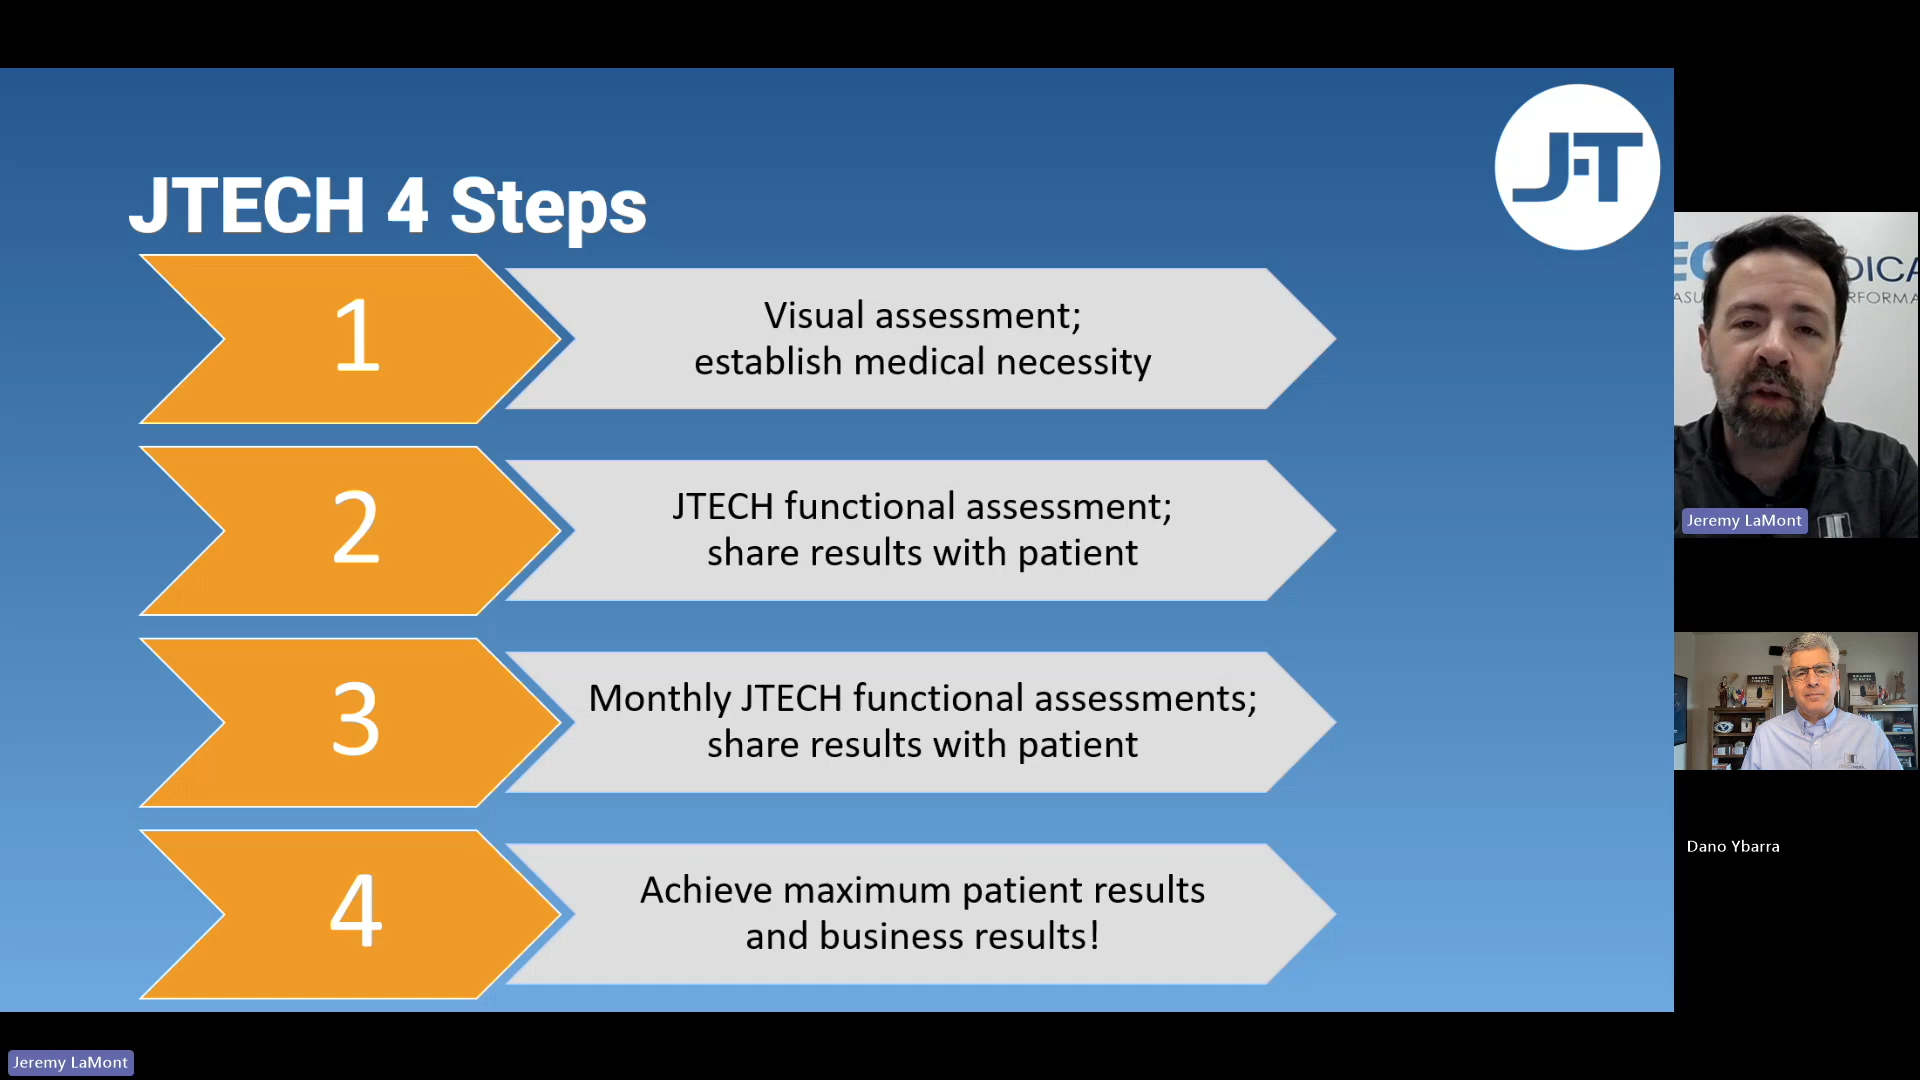 JTECH 4 Steps
J-T
1
Visual assessment;
establish medical necessity
2
JTECH functional assessment;
share results with patient
3
Monthly JTECH functional assessments;
share results with patient
4
Achieve maximum patient results
and business results!
Jeremy LaMont
Dano Ybarra
Jeremy LaMont